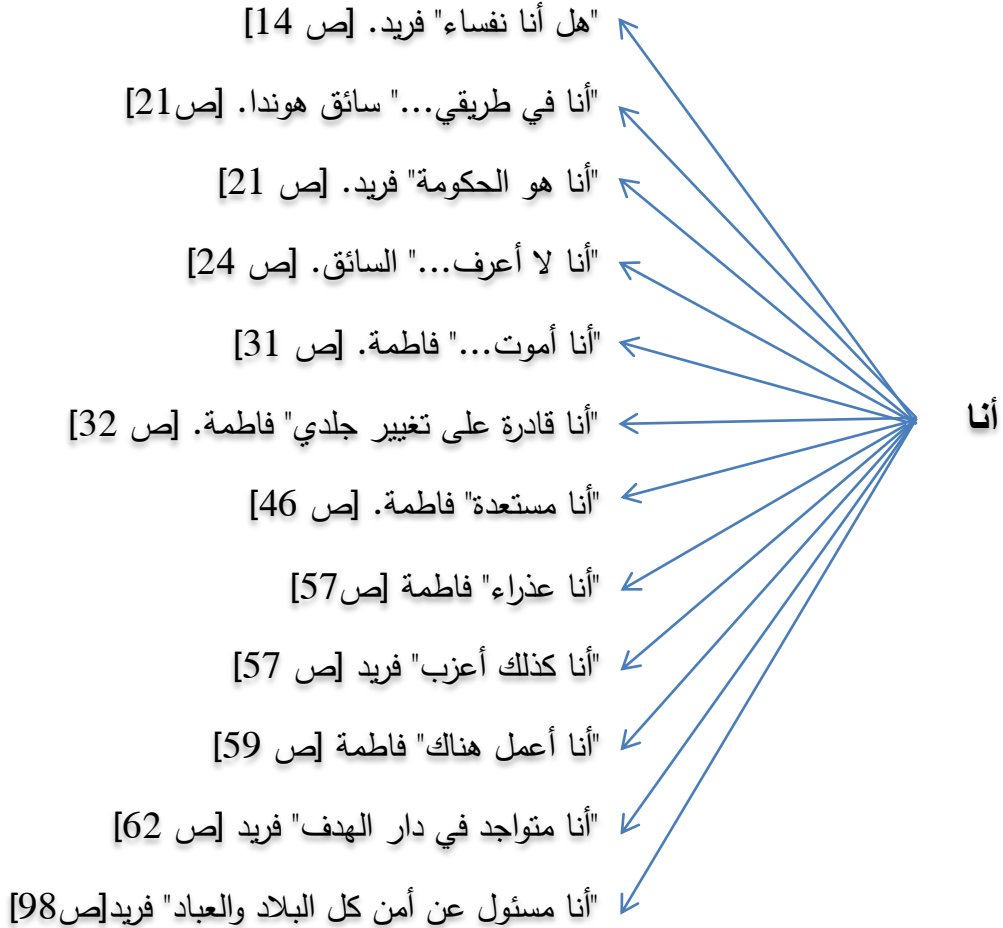 "هل أنا نفساء" فريد. [ص 14]
"أنا في طريقي..." سائق هوندا. [ص21]
"أنا هو الحكومة" فريد. [ص 21]
"أنا لا أعرف..." السائق. [ص 24]
"أنا أموت..." فاطمة. [ص 31]
أنا
"أنا قادرة على تغيير جلدي" فاطمة. [ص 32]
"أنا مستعدة" فاطمة. [ص 46]
"أنا عذراء" فاطمة [ص57]
"أنا كذلك أعزب" فريد [ص 57]
"أنا أعمل هناك" فاطمة [ص 59]
"أنا متواجد في دار الهدف" فريد [ص 62]
"أنا مسئول عن أمن كل البلاد والعباد" فريد[ص98]